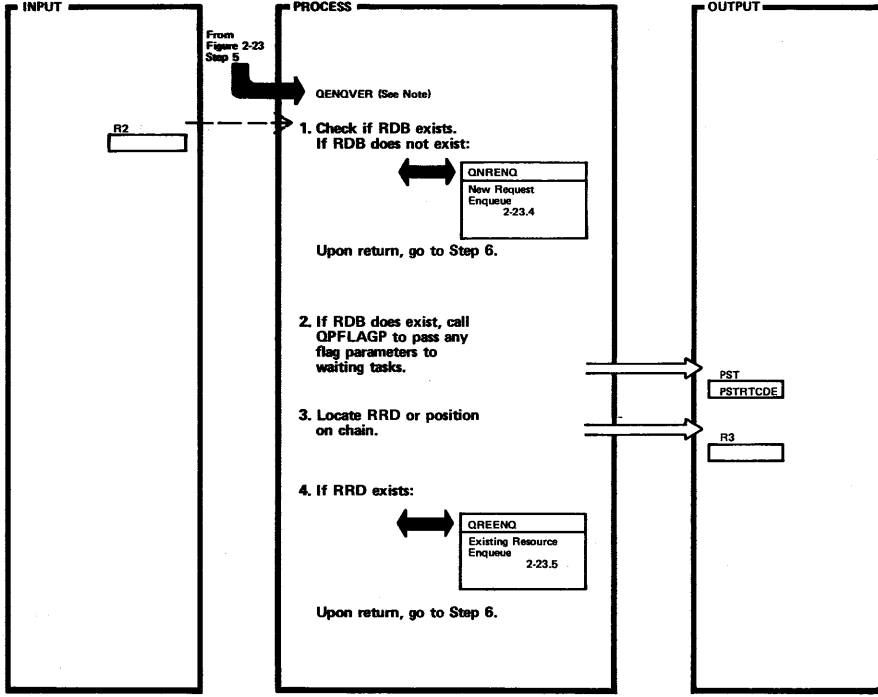 INPUT
PROCESS
OUTPUT
From
Figure 2-23
Step 5
QENQVER (See Note)
R2
1. Check if RDB exists.
If RDB does not exist:
QNRENQ
New Request
Enqueue
2-23.4
Upon return, go to Step 6.
2. If RDB does exist, call
QPFLAGP to pass any
flag parameters to
waiting tasks.
PST
PSTRTCDE
3. Locate RRD or position
on chain.
R3
4. If RRD exists:
QREENQ
Existing Resource
Enqueue
2-23.5
Upon return, go to Step 6.